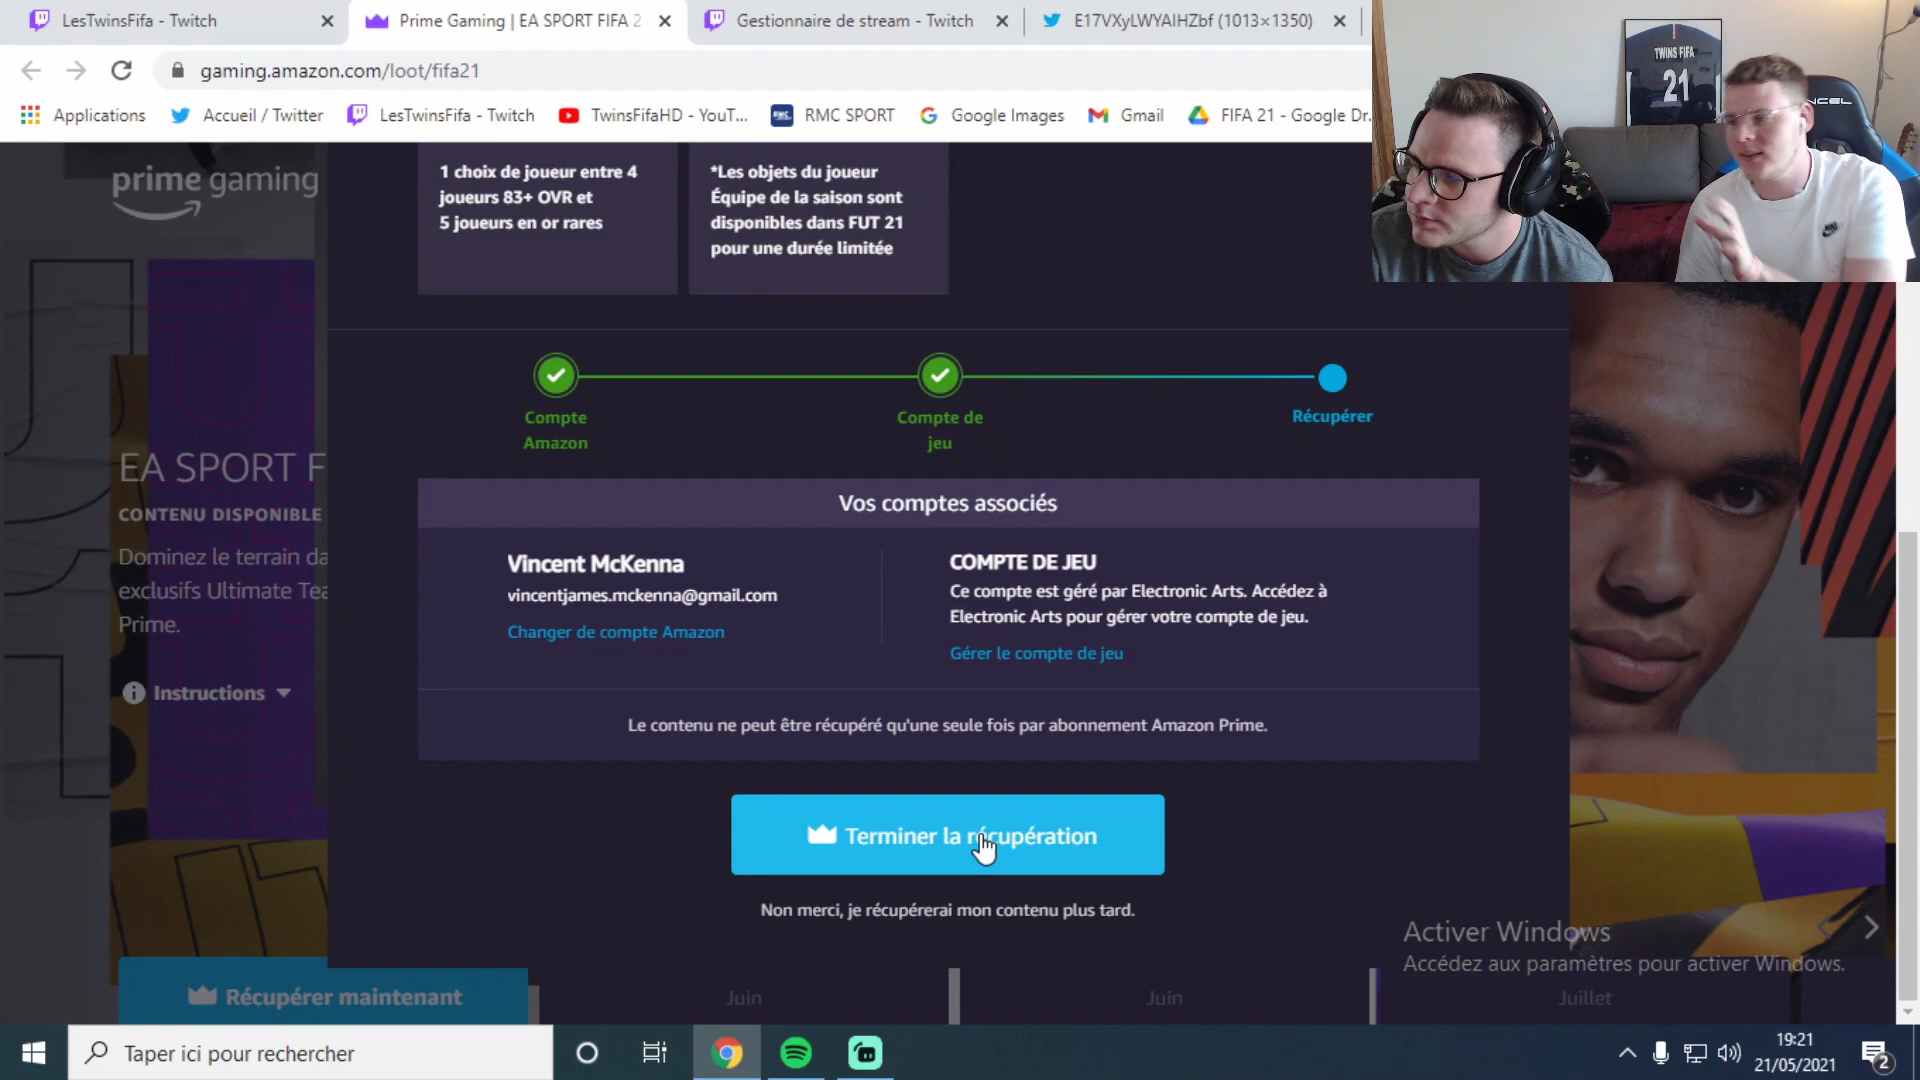 LesTwinsFifa - Twitch
Prime Gaming | EA SPORT FIFA 2
Gestionnaire de stream - Twitch
E17VXyLWYAIHZbf (1013×1350)
gaming.amazon.com/loot/fifa21
Applications
Accueil / Twitter
LesTwinsFifa - Twitch
TwinsFifaHD - YouT...
RMC SPORT
Google Images
Gmail
FIFA 21 - Google Dr...
TWINS FIFA
21
prime gaming
1 choix de joueur entre 4
joueurs 83+ OVR et
5 joueurs en or rares
*Les objets du joueur
Équipe de la saison sont
disponibles dans FUT 21
pour une durée limitée
Compte
Amazon
Compte de
jeu
Récupérer
EA SPORT F
CONTENU DISPONIBLE
Dominez le terrain da
exclusifs Ultimate Tea
Prime.
Instructions
Vos comptes associés
Vincent McKenna
vincentjames.mckenna@gmail.com
Changer de compte Amazon
COMPTE DE JEU
Ce compte est géré par Electronic Arts. Accédez à
Electronic Arts pour gérer votre compte de jeu.
Gérer le compte de jeu
Le contenu ne peut être récupéré qu'une seule fois par abonnement Amazon Prime.
Terminer la récupération
Non merci, je récupérerai mon contenu plus tard.
Activer Windows
Accédez aux paramètres pour activer Windows.
Récupérer maintenant
Juin
Juin
Juillet
Taper ici pour rechercher
19:21
21/05/2021
2